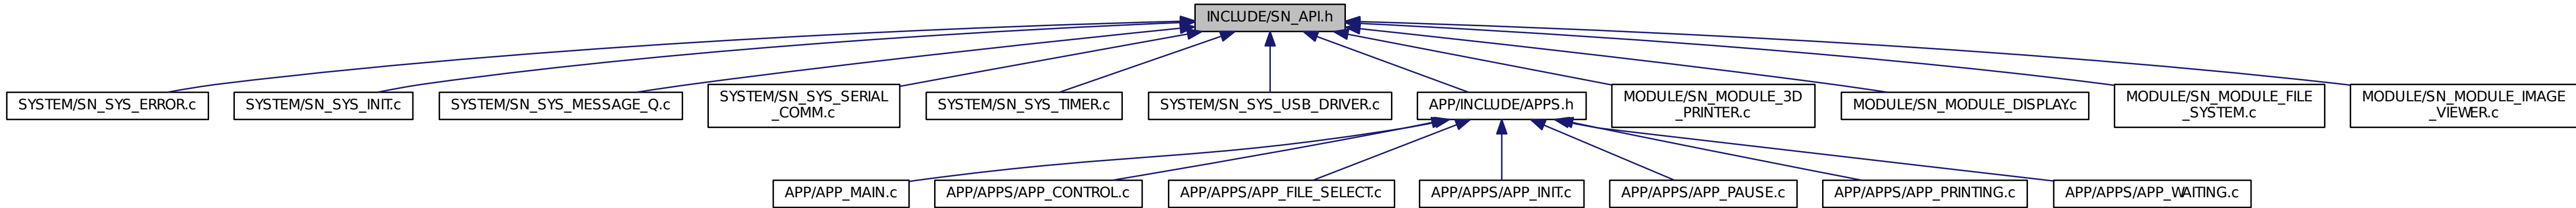 INCLUDE/SN_API.h
SYSTEM/SN_SYS_ERROR.c
SYSTEM/SN_SYS_INIT.c
SYSTEM/SN_SYS_MESSAGE_Q.c
SYSTEM/SN_SYS_SERIAL
_COMM.c
SYSTEM/SN_SYS_TIMER.c
SYSTEM/SN_SYS_USB_DRIVER.c
APP/INCLUDE/APPS.h
MODULE/SN_MODULE_3D
_PRINTER.c
MODULE/SN_MODULE_DISPLAY.c
MODULE/SN_MODULE_FILE
_SYSTEM.c
MODULE/SN_MODULE_IMAGE
_VIEWER.c
APP/APP_MAIN.c
APP/APPS/APP_CONTROL.c
APP/APPS/APP_FILE_SELECT.c
APP/APPS/APP_INIT.c
APP/APPS/APP_PAUSE.c
APP/APPS/APP_PRINTING.c
APP/APPS/APP_WAITING.c